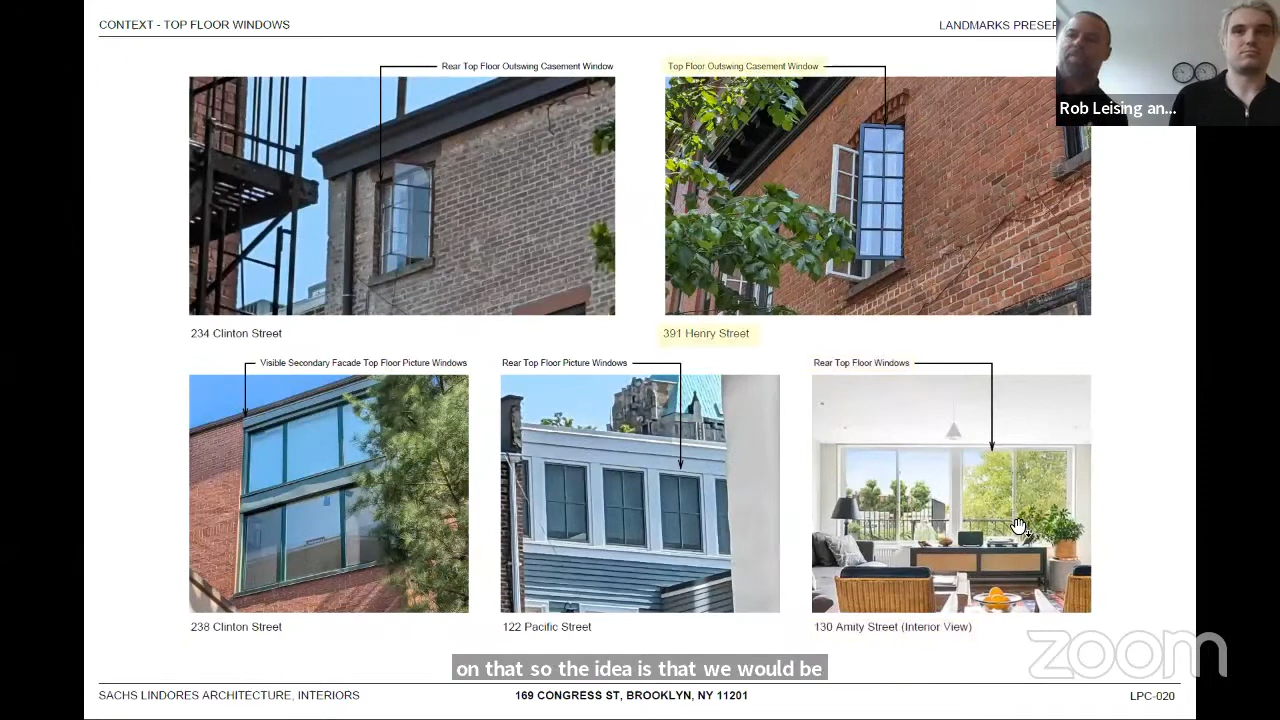 CONTEXT - TOP FLOOR WINDOWS
LANDMARKS
Rob Leising an...
Rear Top Floor Outswing Casement Window
Top Floor Outswing Casement Window
234 Clinton Street
391 Henry Street
Visible Secondary Facade Top Floor Picture Windows
Rear Top Floor Picture Windows
Rear Top Floor Windows
238 Clinton Street
122 Pacific Street
130 Amity Street (Interior View)
zoom
on that so the idea is that we would be
SACHS LINDORES ARCHITECTURE, INTERIORS
169 CONGRESS ST, BROOKLYN, NY 11201
LPC-020